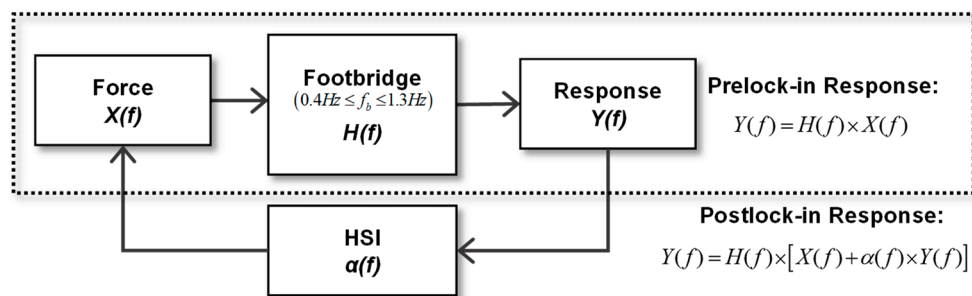 Force
X(f)
Footbridge
(0.4Hz ≤ f_b ≤ 1.3Hz)
H(f)
Response
Y(f)
Prelock-in Response:
Y(f) = H(f) × X(f)
HSI
α(f)
Postlock-in Response:
Y(f) = H(f) × [X(f) + α(f) × Y(f)]